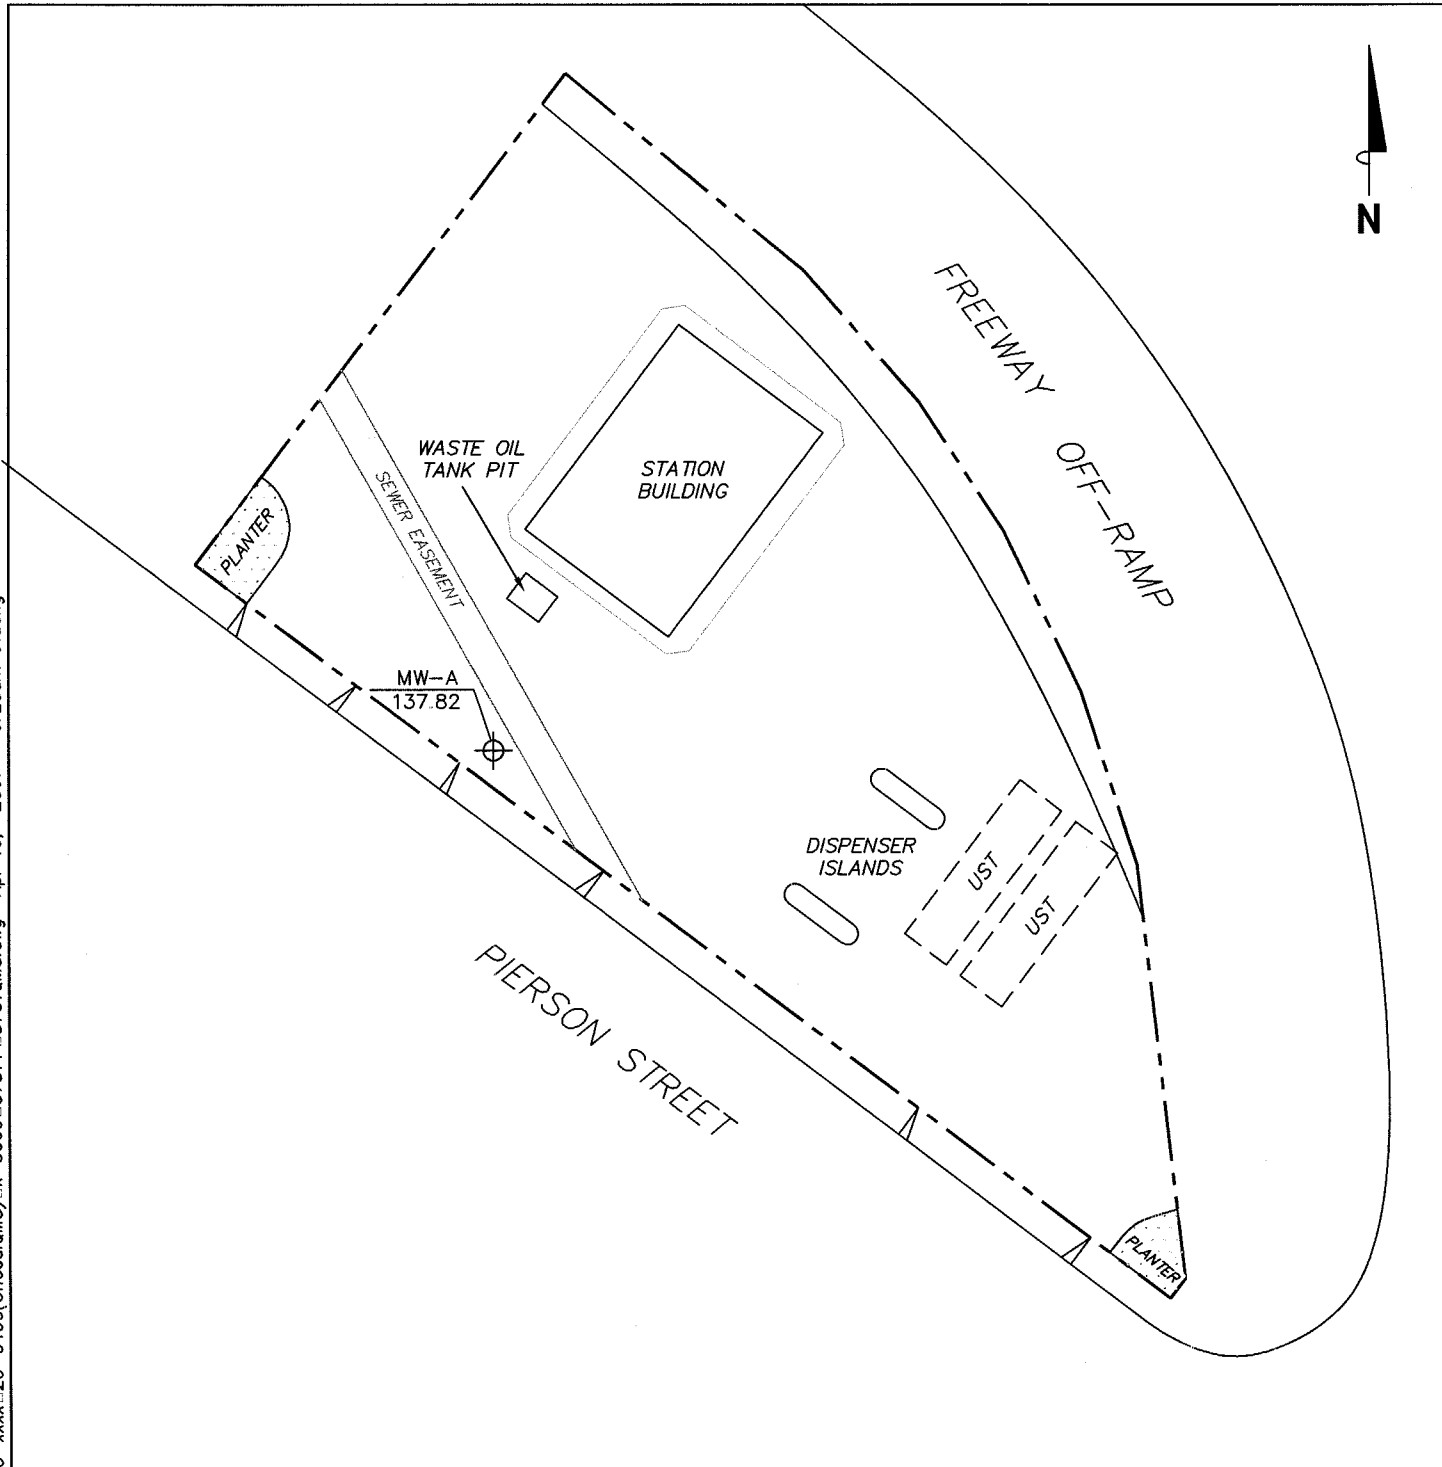 N
FREEWAY OFF-RAMP
WASTE OIL
TANK PIT
STATION
BUILDING
SEWER EASEMENT
PLANTER
MW-A
137.82
DISPENSER
ISLANDS
UST
UST
PIERSON STREET
PLANTER